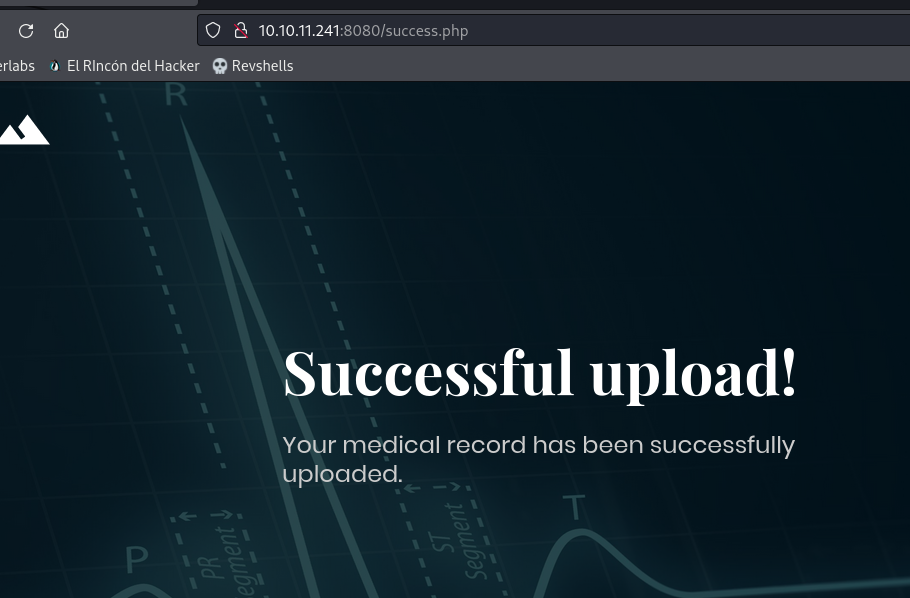 10.10.11.241:8080/success.php
erlabs El RIncón del Hacker Revshells
R
Successful upload!
Your medical record has been successfully
uploaded.
T
ST
Segment
P
PR
egment